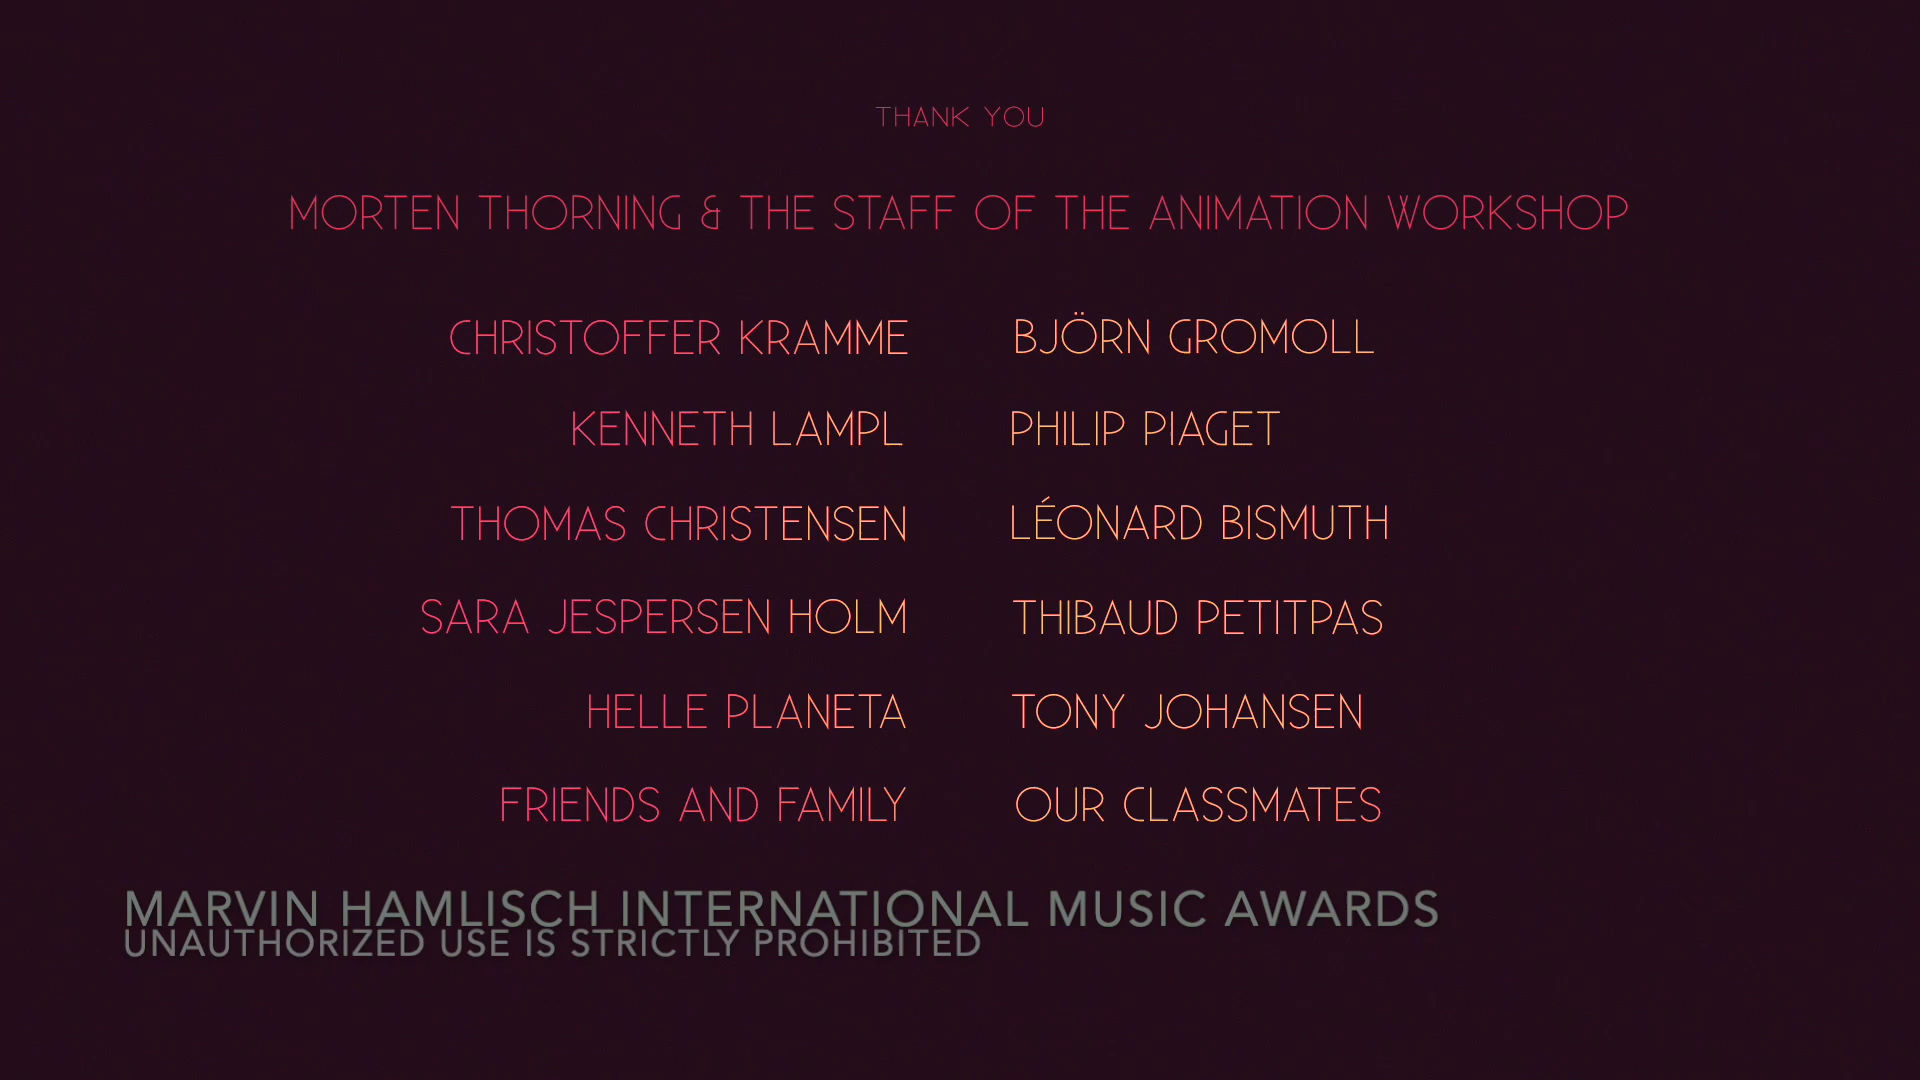 THANK YOU
MORTEN THORNING & THE STAFF OF THE ANIMATION WORKSHOP
CHRISTOFFER KRAMME BJÖRN GROMOLL
KENNETH LAMPL PHILIP PIAGET
THOMAS CHRISTENSEN LÉONARD BISMUTH
SARA JESPERSEN HOLM THIBAUD PETITPAS
HELLE PLANETA TONY JOHANSEN
FRIENDS AND FAMILY OUR CLASSMATES
MARVIN HAMLISCH INTERNATIONAL MUSIC AWARDS
UNAUTHORIZED USE IS STRICTLY PROHIBITED